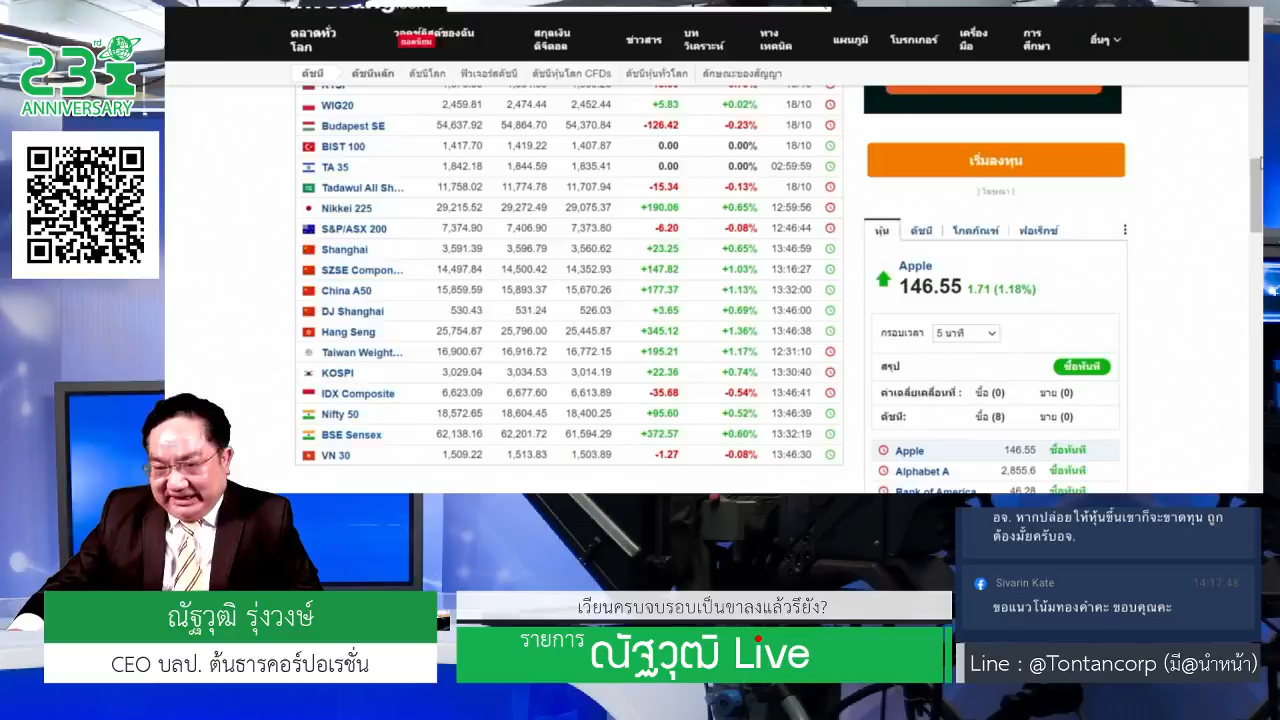 23rd
ANNIVERSARY
ตลาดทั่วโลก
วอตช์ลิสต์ของฉัน
ยอดนิยม
สกุลเงินดิจิตอล
ข่าวสาร
บทวิเคราะห์
ทางเทคนิค
แผนภูมิ
โบรกเกอร์
เครื่องมือ
การศึกษา
อื่นๆ
ดัชนี ดัชนีหลัก ดัชนีโลก ฟิวเจอร์สดัชนี ดัชนีหุ้นโลก CFDs ดัชนีหุ้นทั่วโลก ลักษณะของสัญญา
WIG20 2,459.81 2,474.44 2,452.44 +5.83 +0.02% 18/10
Budapest SE 54,637.92 54,864.70 54,370.84 -126.42 -0.23% 18/10
BIST 100 1,417.70 1,419.22 1,407.87 0.00 0.00% 18/10
TA 35 1,842.18 1,844.59 1,835.41 0.00 0.00% 02:59:59
Tadawul All Sh... 11,758.02 11,774.78 11,707.94 -15.34 -0.13% 18/10
Nikkei 225 29,215.52 29,272.49 29,075.37 +190.06 +0.65% 12:59:56
S&P/ASX 200 7,374.90 7,406.90 7,373.80 -6.20 -0.08% 12:46:44
Shanghai 3,591.39 3,596.79 3,560.62 +23.25 +0.65% 13:46:59
SZSE Compon... 14,497.84 14,500.42 14,352.93 +147.82 +1.03% 13:16:27
China A50 15,859.59 15,893.37 15,670.26 +177.37 +1.13% 13:32:00
DJ Shanghai 530.43 531.24 526.03 +3.65 +0.69% 13:46:00
Hang Seng 25,754.87 25,796.00 25,445.87 +345.12 +1.36% 13:46:38
Taiwan Weight... 16,900.67 16,916.72 16,772.15 +195.21 +1.17% 12:31:10
KOSPI 3,029.04 3,034.53 3,014.19 +22.36 +0.74% 13:30:40
IDX Composite 6,623.09 6,677.60 6,613.89 -35.68 -0.54% 13:46:41
Nifty 50 18,572.65 18,604.45 18,400.25 +95.60 +0.52% 13:46:39
BSE Sensex 62,138.16 62,201.72 61,594.29 +372.57 +0.60% 13:32:19
VN 30 1,509.22 1,513.83 1,503.89 -1.27 -0.08% 13:46:30
เริ่มลงทุน
[ โฆษณา ]
หุ้น ดัชนี โภคภัณฑ์ ฟอเร็กซ์
Apple
146.55 1.71 (1.18%)
กรอบเวลา 5 นาที
สรุป ซื้อทันที
ค่าเฉลี่ยเคลื่อนที่ : ซื้อ (0) ขาย (0)
ดัชนี: ซื้อ (8) ขาย (0)
Apple 146.55 ซื้อทันที
Alphabet A 2,855.6 ซื้อทันที
Bank of America 46.28 ซื้อทันที
อจ. หากปล่อยให้หุ้นขึ้นเขาก็จะขาดทุน ถูก
ต้องมั้ยครับอจ.
Sivarin Kate 14:17:48
ขอแนวโน้มทองคำคะ ขอบคุณคะ
ณัฐวุฒิ รุ่งวงษ์
CEO บลป. ต้นธารคอร์ปอเรชั่น
เวียนครบจบรอบเป็นขาลงแล้วรึยัง?
รายการ ณัฐวุฒิ Live
Line : @Tontancorp (มี@นำหน้า)